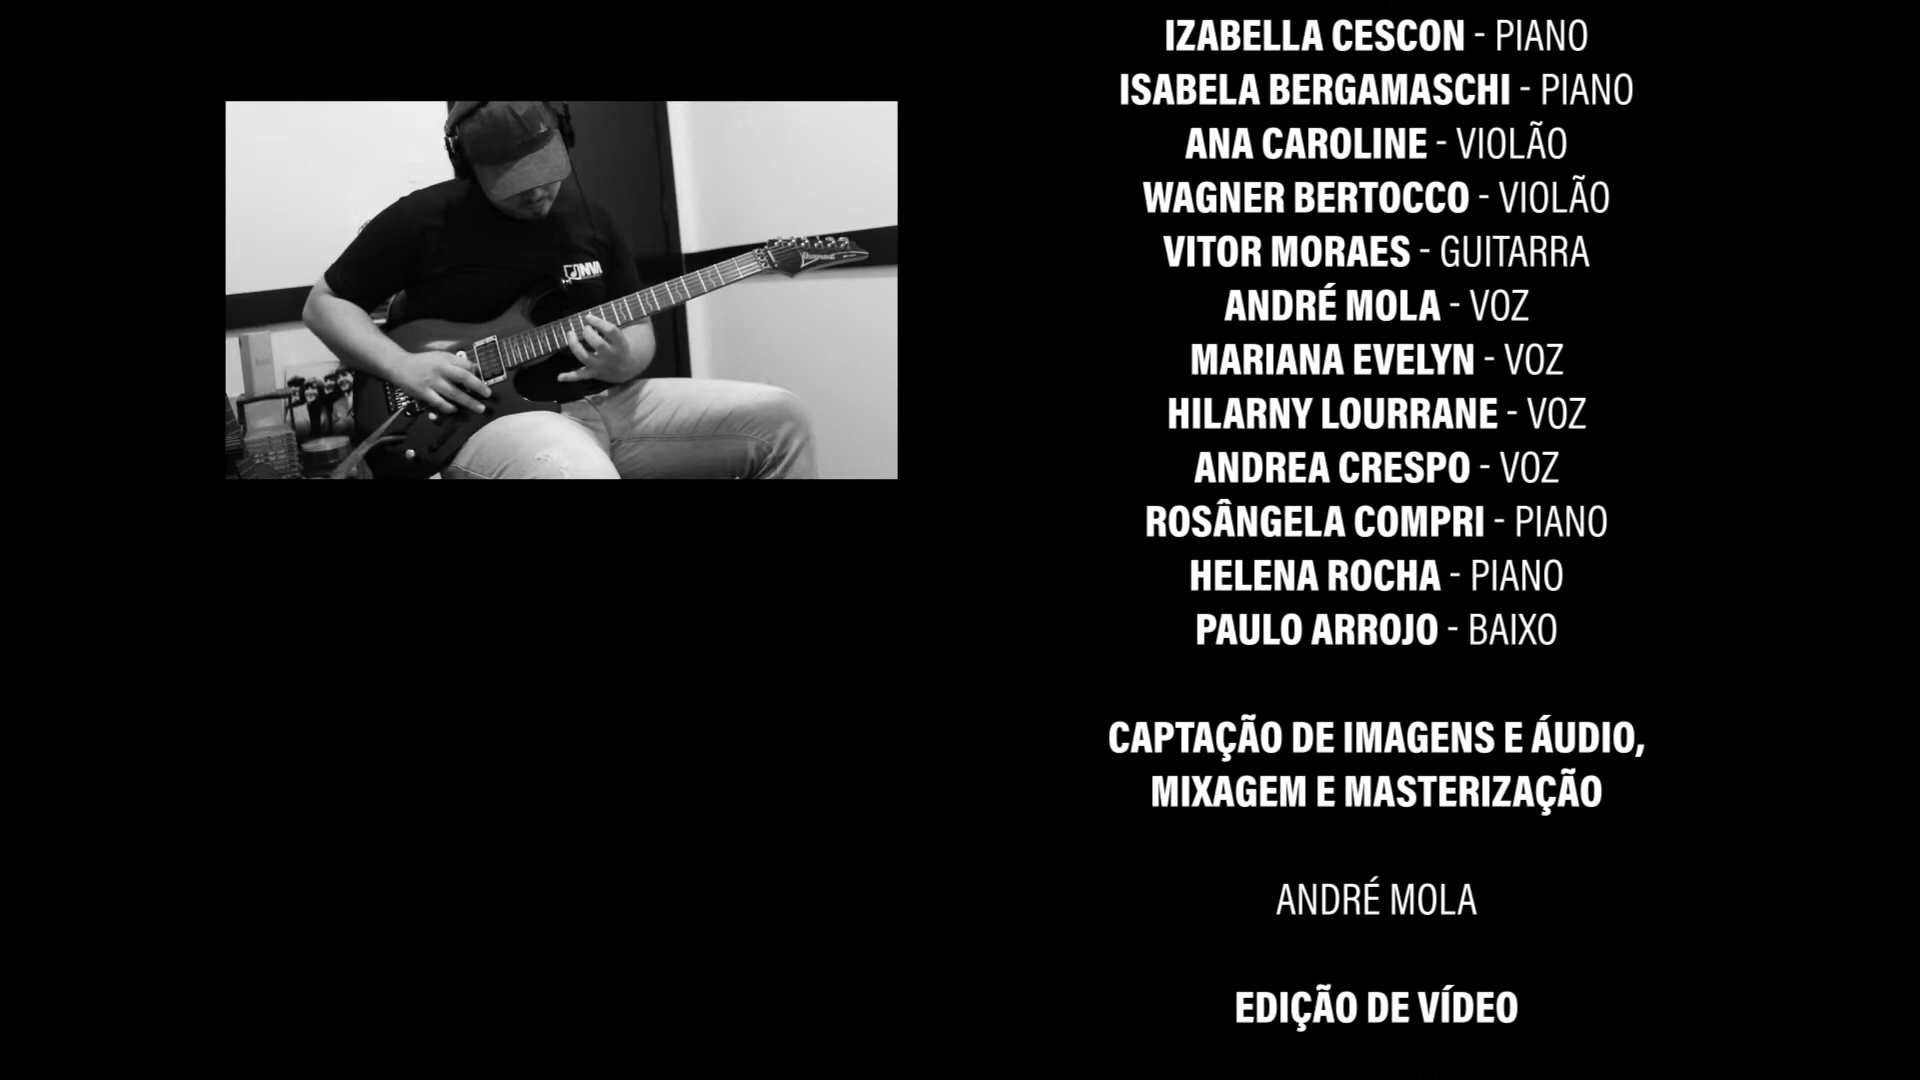 IZABELLA CESCON - PIANO
ISABELA BERGAMASCHI - PIANO
ANA CAROLINE - VIOLÃO
WAGNER BERTOCCO - VIOLÃO
VITOR MORAES - GUITARRA
ANDRÉ MOLA - VOZ
MARIANA EVELYN - VOZ
HILARNY LOURRANE - VOZ
ANDREA CRESPO - VOZ
ROSÂNGELA COMPRI - PIANO
HELENA ROCHA - PIANO
PAULO ARROJO - BAIXO
CAPTAÇÃO DE IMAGENS E ÁUDIO,
MIXAGEM E MASTERIZAÇÃO
ANDRÉ MOLA
EDIÇÃO DE VÍDEO
Ibanez